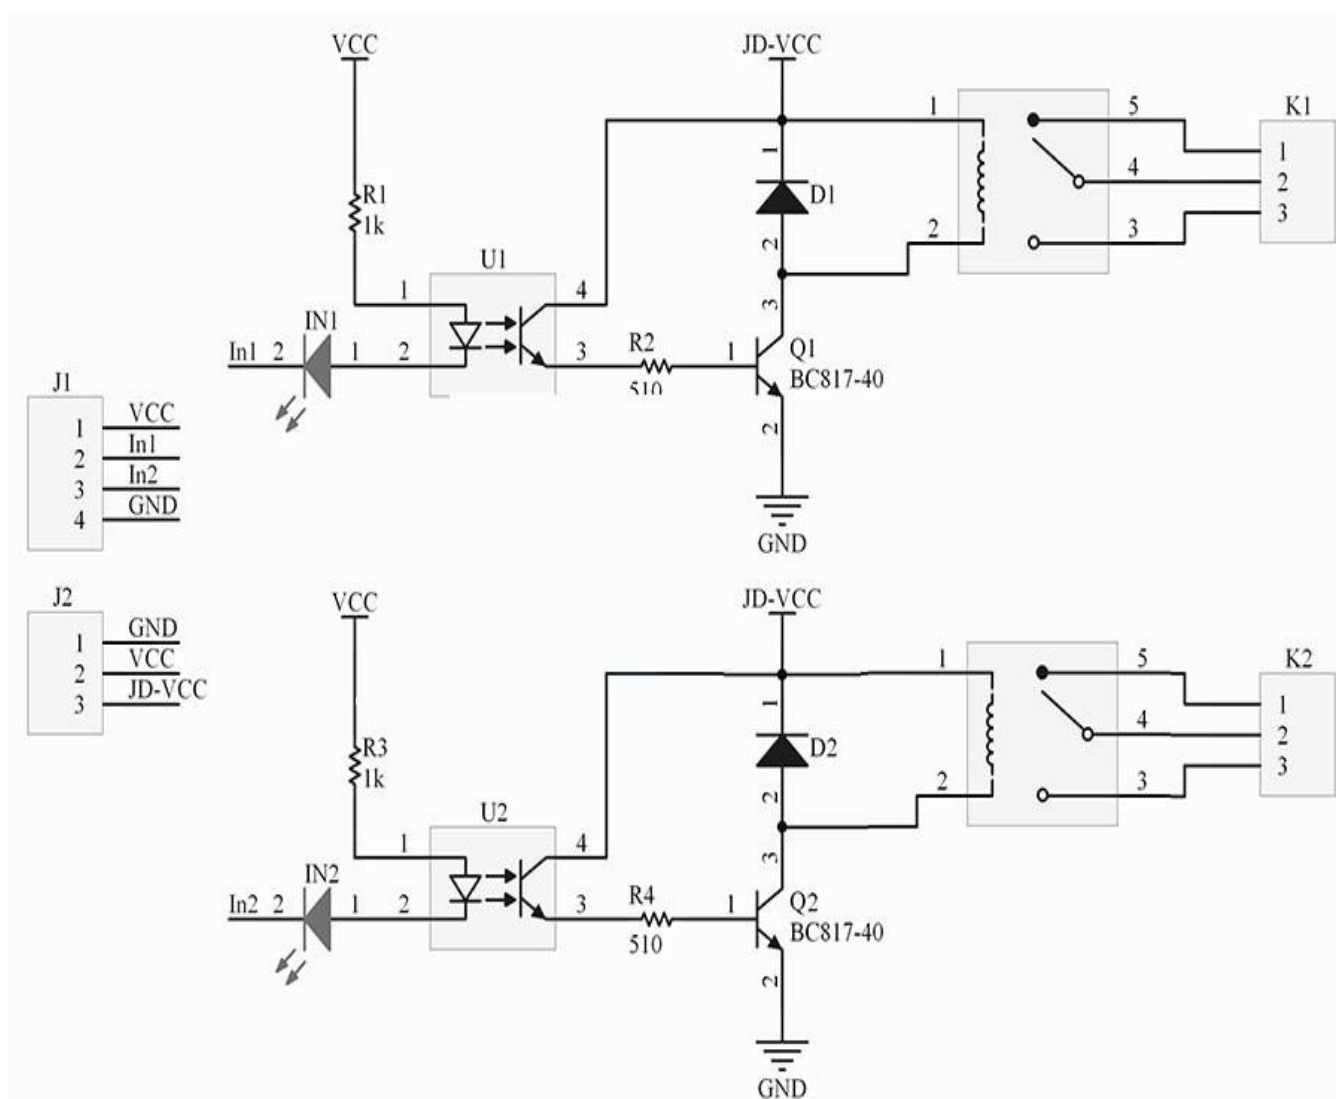 VCC
R1
1k
U1
1
4
IN1
In1 2 1 2
3
R2
510
1
Q1
BC817-40
3
2
GND
JD-VCC
1
D1
2
1
2
5
4
3
K1
1
2
3
J1
1 VCC
2 In1
3 In2
4 GND
J2
1 GND
2 VCC
3 JD-VCC
VCC
R3
1k
U2
1
4
IN2
In2 2 1 2
3
R4
510
1
Q2
BC817-40
3
2
GND
JD-VCC
1
D2
2
1
2
5
4
3
K2
1
2
3